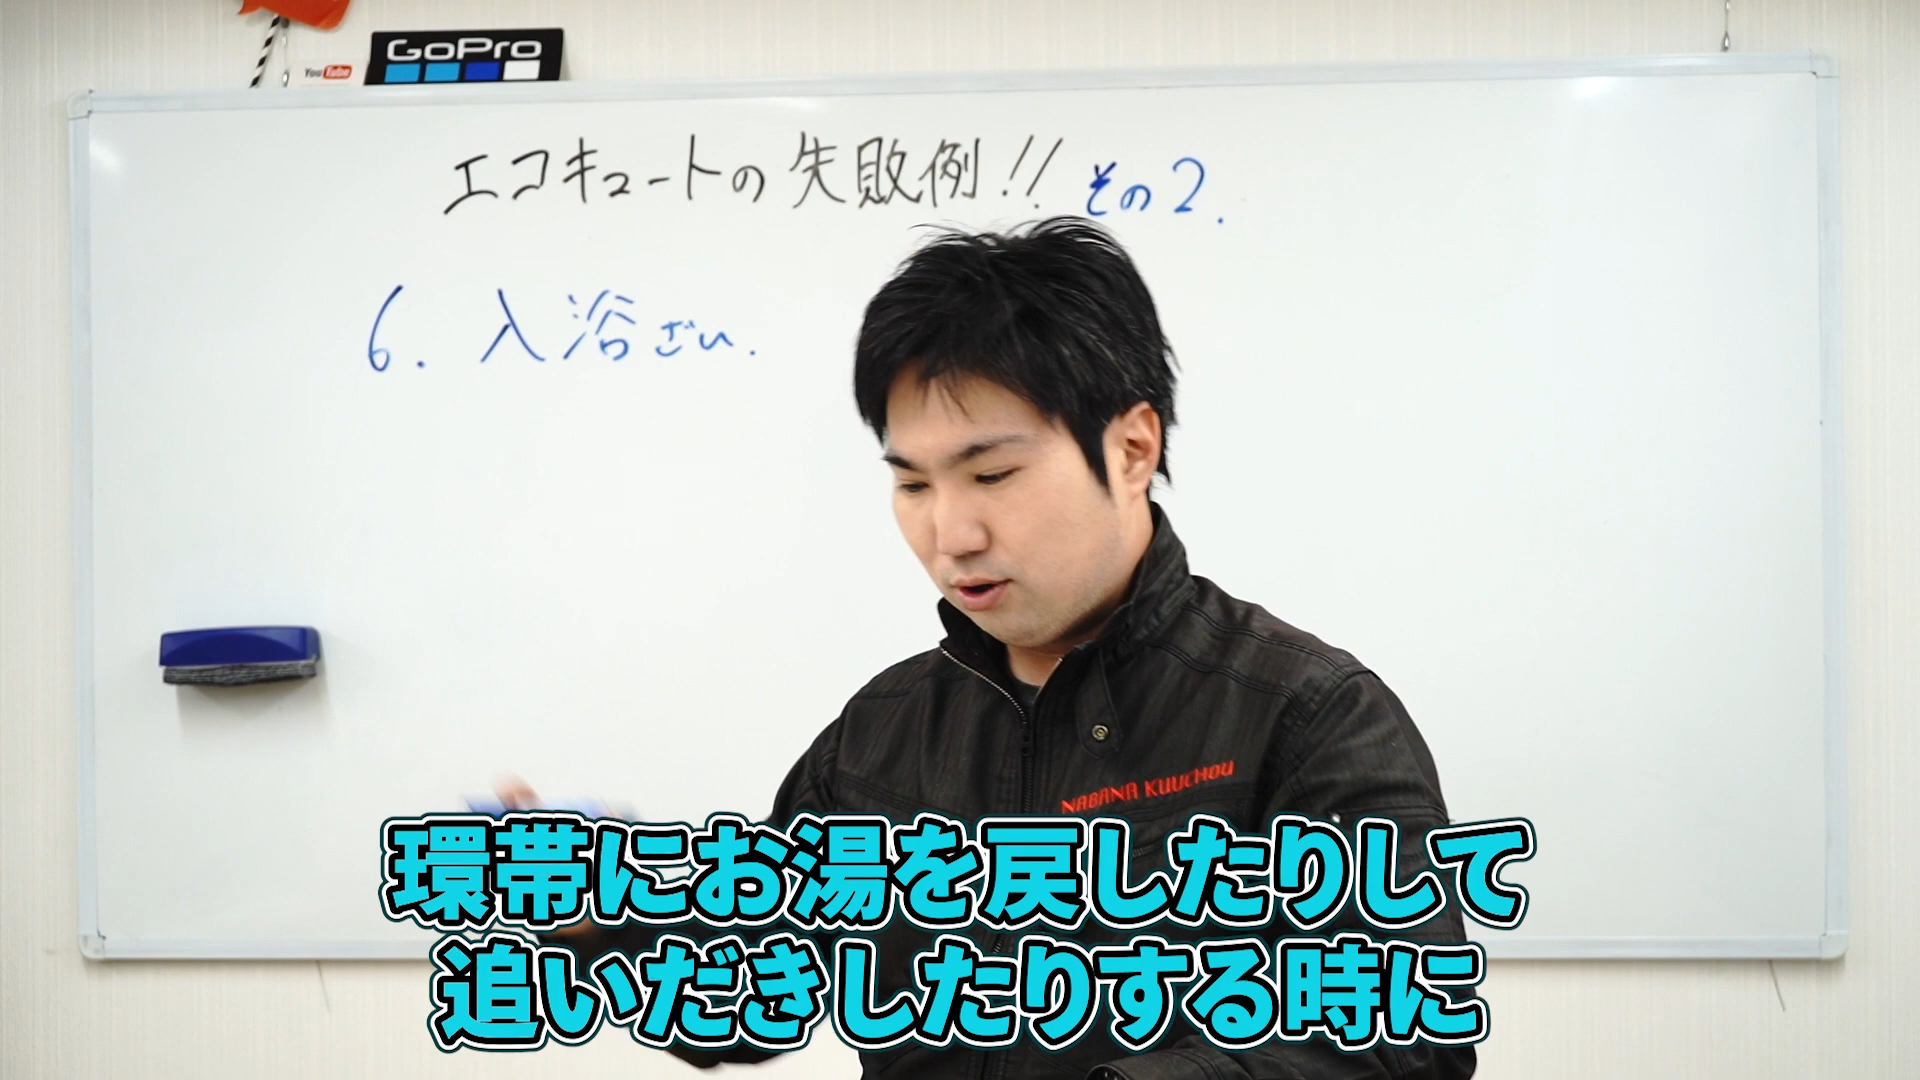 GoPro
YouTube
エコキュートの失敗例!! その2.
6. 入浴ざい.
NABANA KUUCHOU
環帯にお湯を戻したりして
追いだきしたりする時に